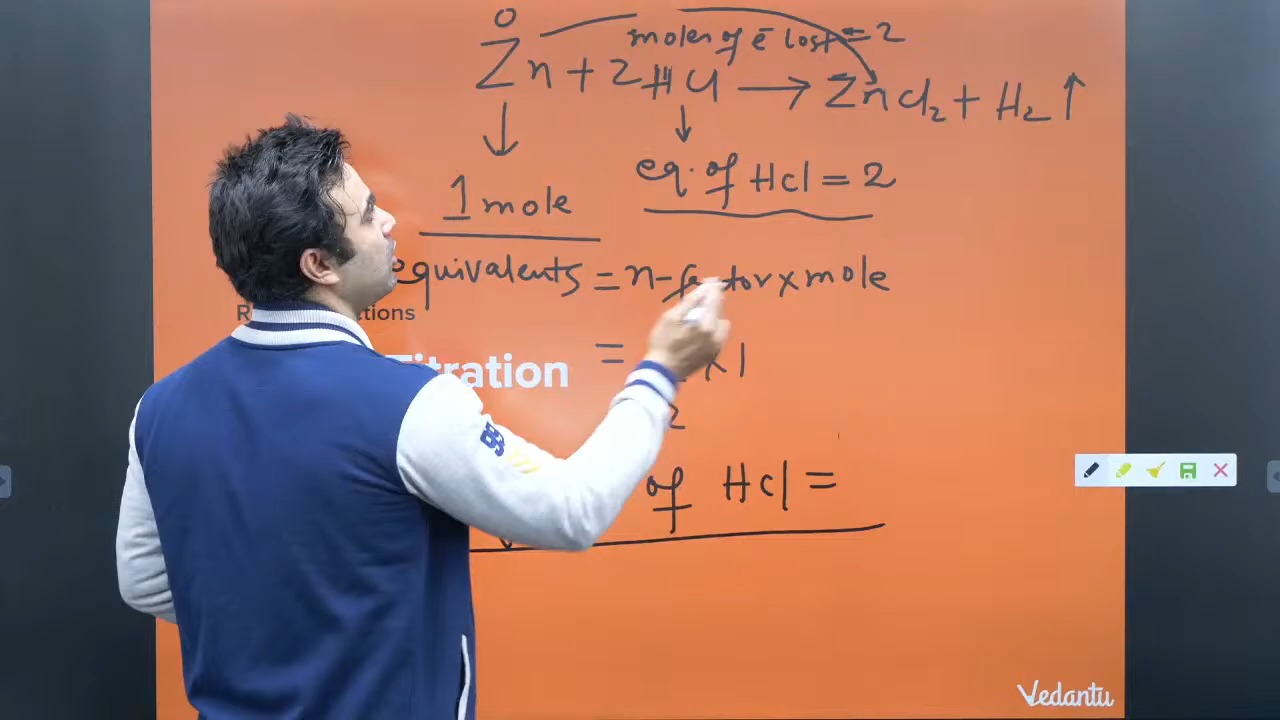 0
moles of e̅ lost = 2
Zn + 2HCl → ZnCl₂ + H₂ ↑
eq. of HCl = 2
1 mole
equivalents = n-factor × mole
= × 1
2
of HCl =
Titration
Vedantu